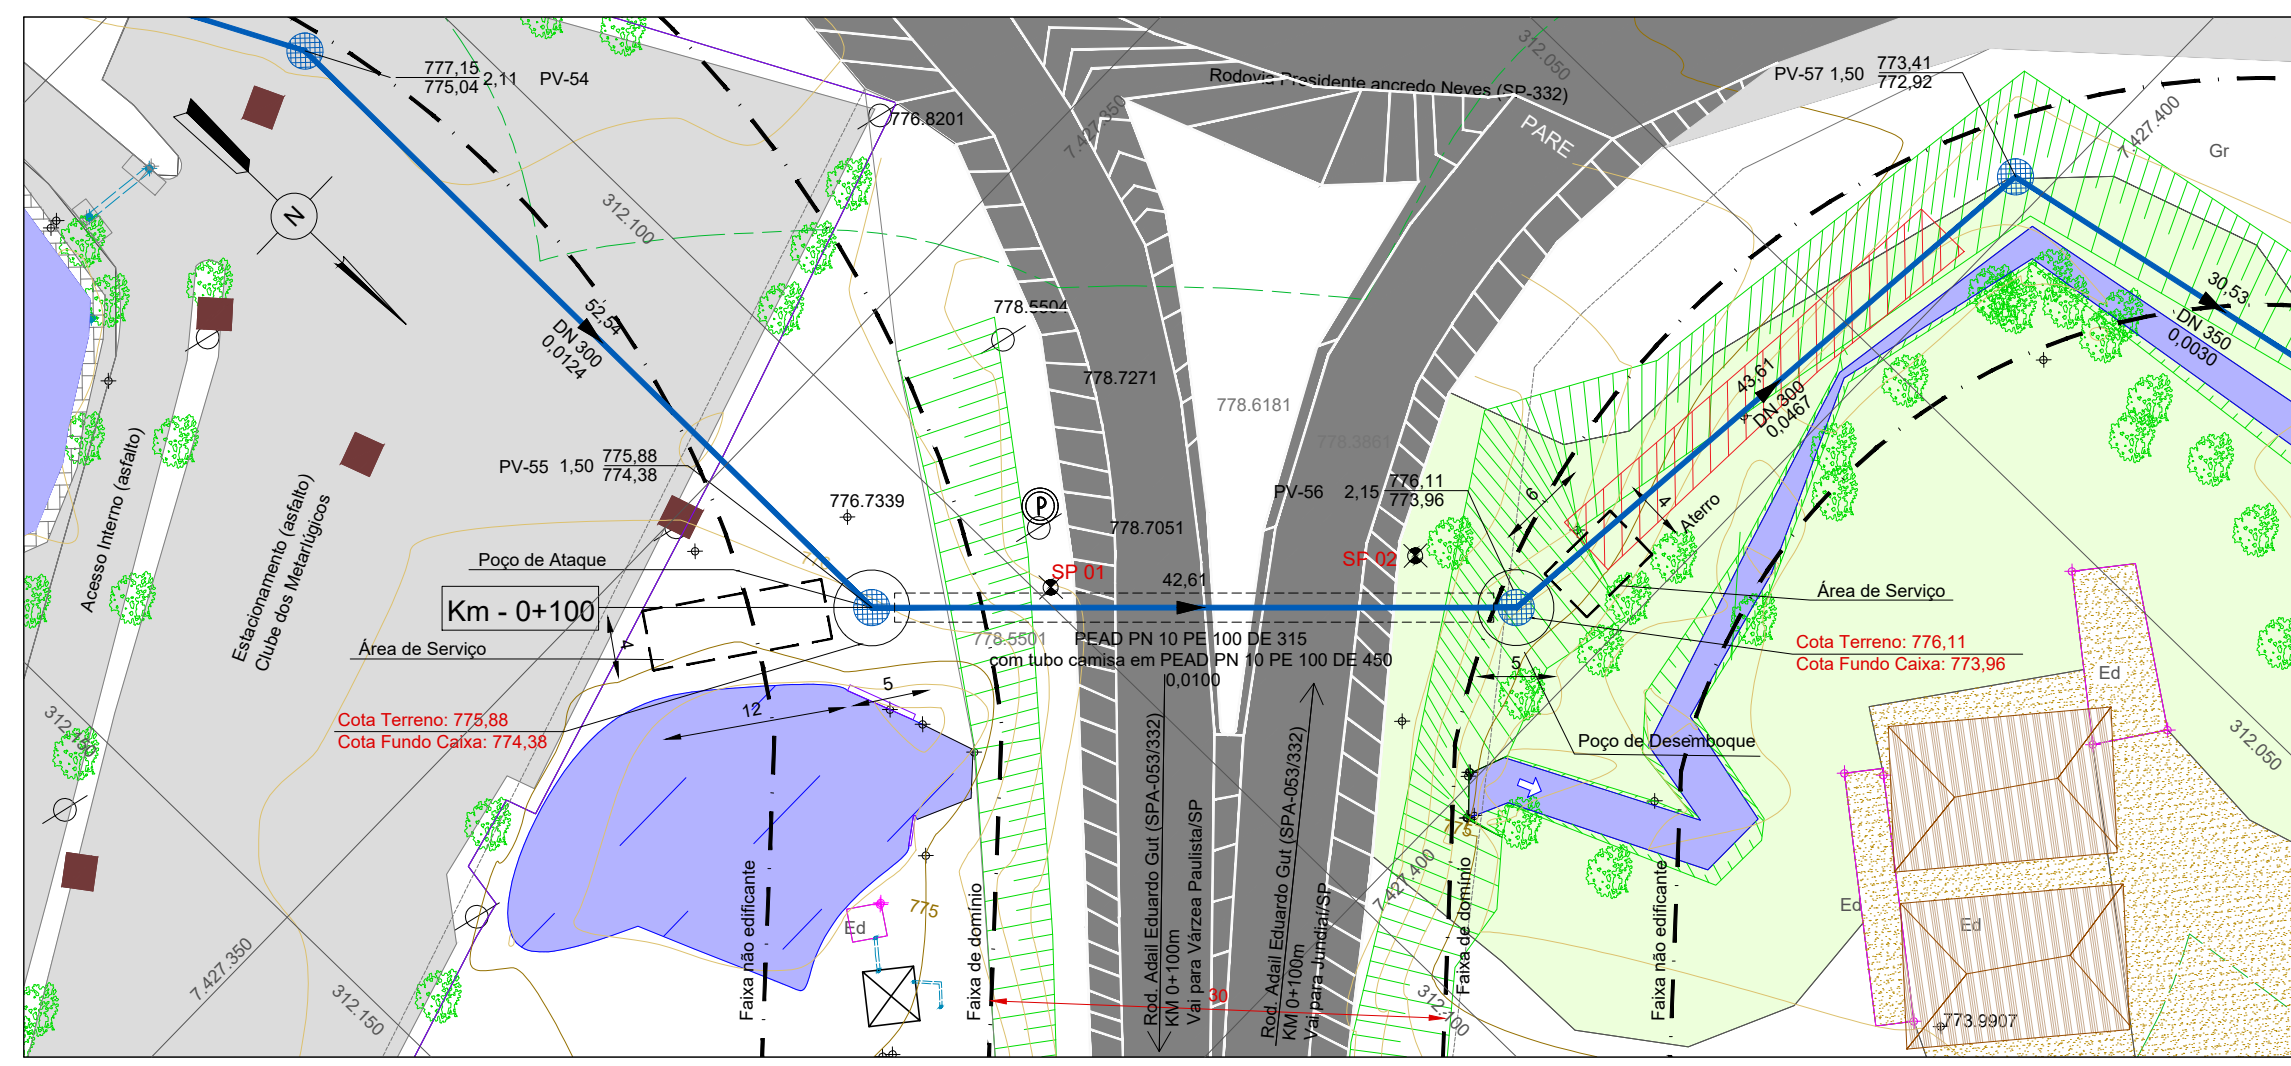 777,15
775,04
2,11
PV-54
776.8201
7.427.350
Rodovia Presidente ancredo Neves (SP-332)
312.050
PARE
PV-57 1,50
773,41
772,92
7.427.400
Gr
N
312.100
52,54
DN 300
0,0124
778.5504
778.7271
778.6181
778.3861
43,61
DN 300
0,0467
30,53
DN 350
0,0030
PV-55 1,50
775,88
774,38
776.7339
P
778.7051
PV-56 2,15
776,11
773,96
6
4
Aterro
Acesso Interno (asfalto)
Estacionamento (asfalto)
Clube dos Metarlúgicos
Poço de Ataque
Km - 0+100
Área de Serviço
4
SP 01
SP 02
42,61
778.5501
PEAD PN 10 PE 100 DE 315
com tubo camisa em PEAD PN 10 PE 100 DE 450
0,0100
Área de Serviço
Cota Terreno: 776,11
Cota Fundo Caixa: 773,96
5
Poço de Desemboque
Cota Terreno: 775,88
Cota Fundo Caixa: 774,38
12
5
312.150
7.427.350
312.150
Faixa não edificante
775
Ed
Faixa de domínio
30
Rod. Adail Eduardo Gut (SPA-053/332)
KM 0+100m
Vai para Várzea Paulista/SP
Rod. Adail Eduardo Gut (SPA-053/332)
KM 0+100m
Vai para Jundiaí/SP
7.427.400
775
Faixa de domínio
312.100
Faixa não edificante
Ed
Ed
Ed
312.050
773.9907